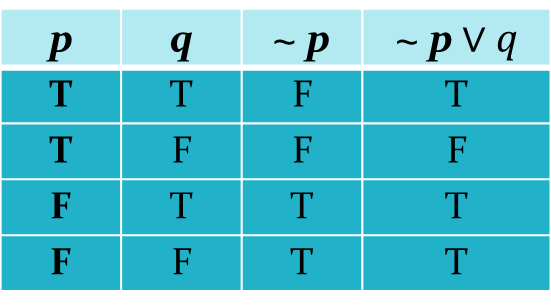 p q ~ p ~ p ∨ q
T T F T
T F F F
F T T T
F F T T